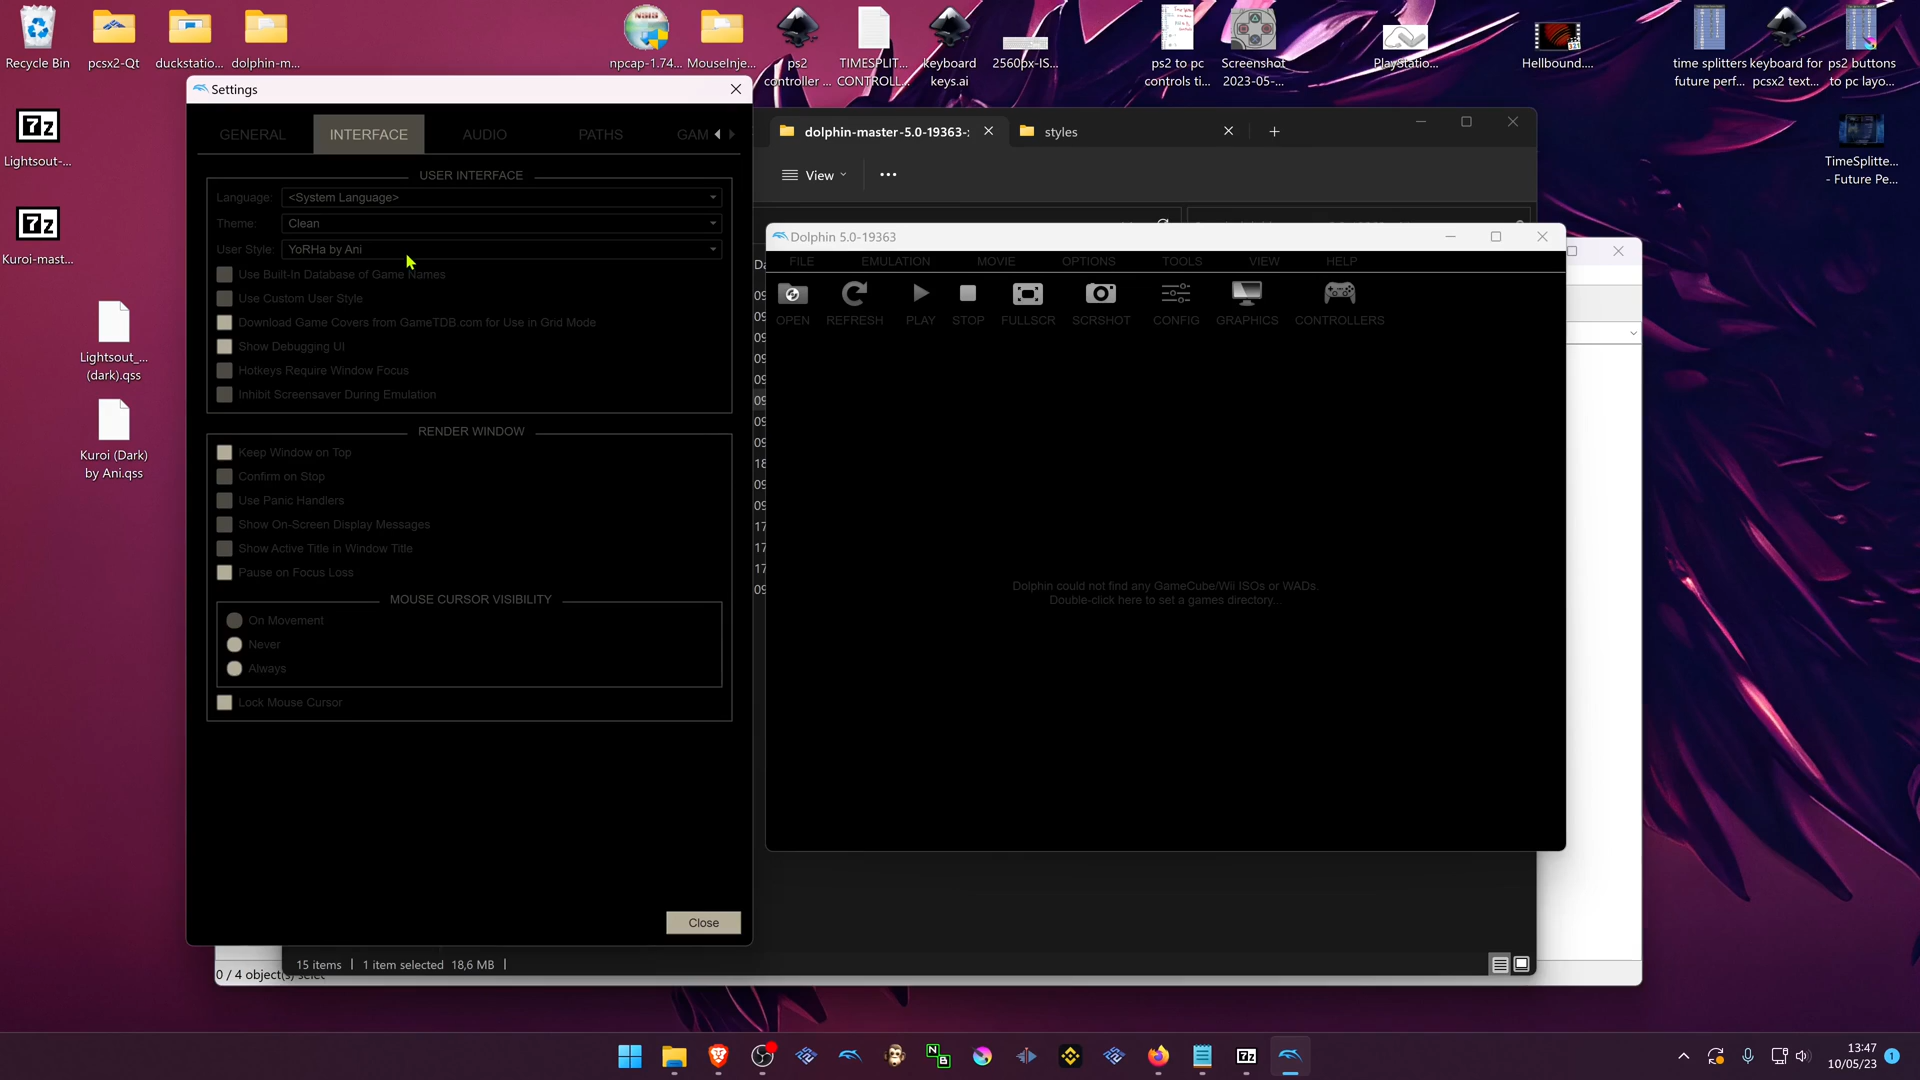 Recycle Bin
pcsx2-Qt
duckstatio...
dolphin-m...
npcap-1.74...
MouseInje...
ps2
controller ...
TIMESPLIT...
CONTROLL...
keyboard
keys.ai
2560px-IS...
ps2 to pc
controls ti...
Screenshot
2023-05-...
PlayStatio...
Hellbound....
time splitters
future perf...
keyboard for
pcsx2 text...
ps2 buttons
to pc layo...
Lightsout-...
Kuroi-mast...
Lightsout_...
(dark).qss
Kuroi (Dark)
by Ani.qss
TimeSplitte...
- Future Pe...
Settings
GENERAL
INTERFACE
AUDIO
PATHS
GAM
USER INTERFACE
Language:
<System Language>
Theme:
Clean
User Style:
YoRHa by Ani
Use Built-In Database of Game Names
Use Custom User Style
Download Game Covers from GameTDB.com for Use in Grid Mode
Show Debugging UI
Hotkeys Require Window Focus
Inhibit Screensaver During Emulation
RENDER WINDOW
Keep Window on Top
Confirm on Stop
Use Panic Handlers
Show On-Screen Display Messages
Show Active Title in Window Title
Pause on Focus Loss
MOUSE CURSOR VISIBILITY
On Movement
Never
Always
Lock Mouse Cursor
Close
dolphin-master-5.0-19363-:
styles
View
Dolphin 5.0-19363
FILE
EMULATION
MOVIE
OPTIONS
TOOLS
VIEW
HELP
OPEN
REFRESH
PLAY
STOP
FULLSCR
SCRSHOT
CONFIG
GRAPHICS
CONTROLLERS
Dolphin could not find any GameCube/Wii ISOs or WADs.
Double-click here to set a games directory...
15 items
1 item selected 18,6 MB
0 / 4 object(s)
13:47
10/05/23
1